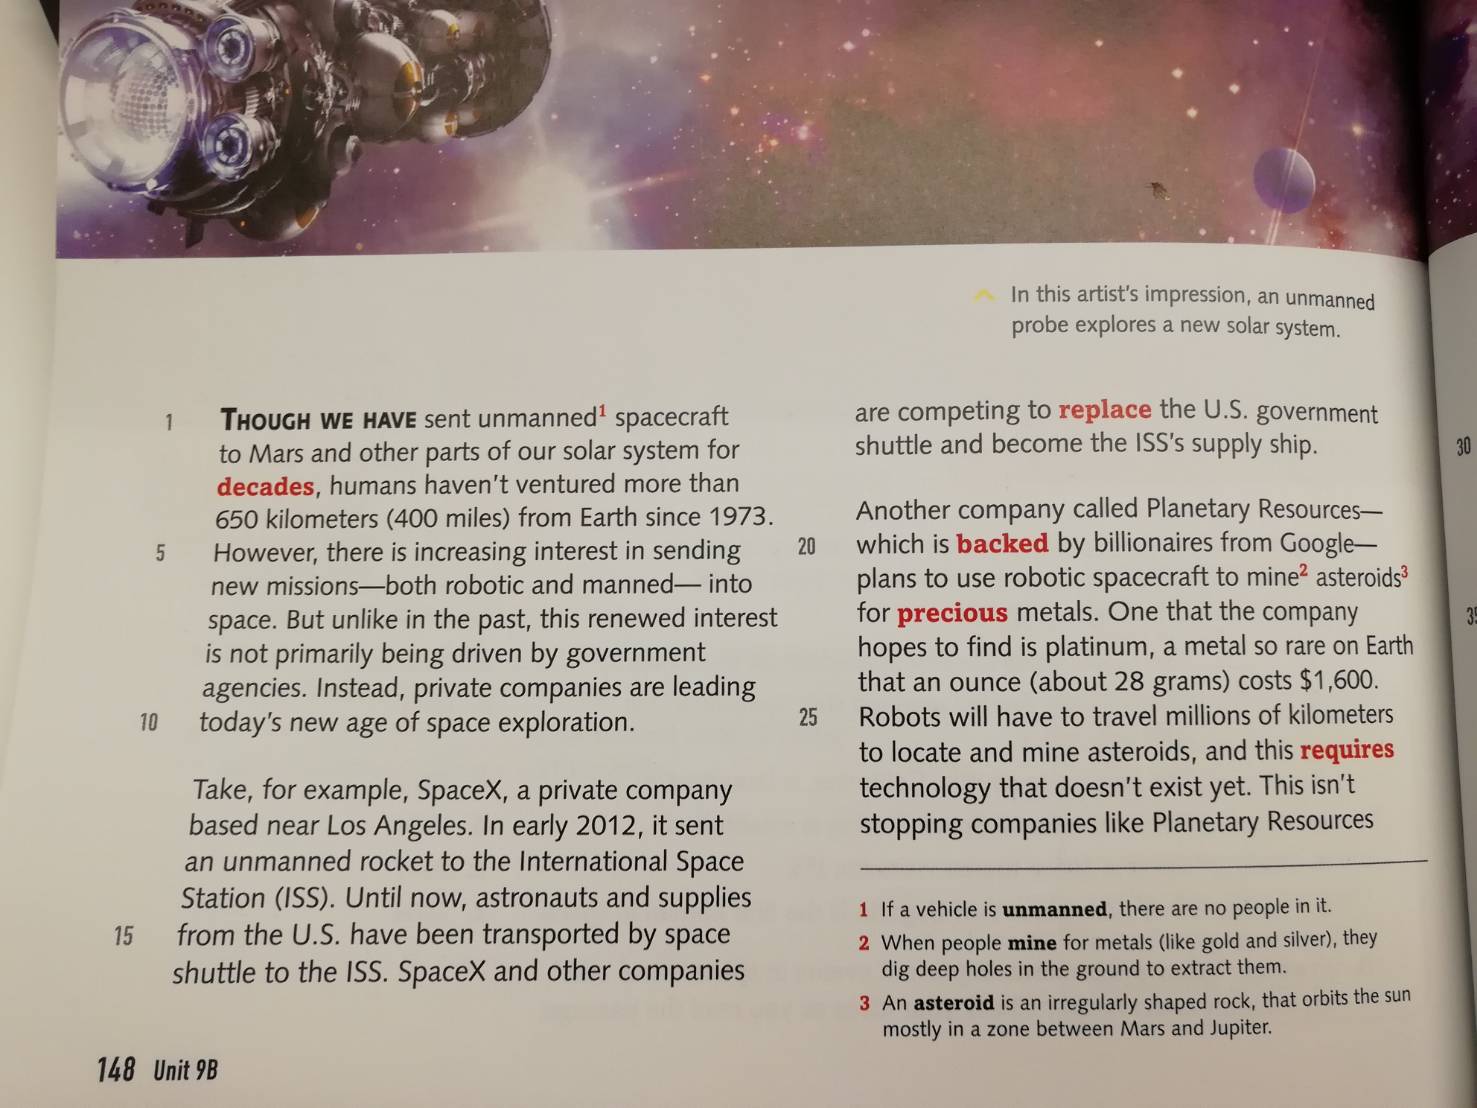 In this artist's impression, an unmanned
probe explores a new solar system.
1 THOUGH WE HAVE sent unmanned1 spacecraft
to Mars and other parts of our solar system for
decades, humans haven't ventured more than
650 kilometers (400 miles) from Earth since 1973.
5 However, there is increasing interest in sending
new missions—both robotic and manned— into
space. But unlike in the past, this renewed interest
is not primarily being driven by government
agencies. Instead, private companies are leading
10 today's new age of space exploration.
Take, for example, SpaceX, a private company
based near Los Angeles. In early 2012, it sent
an unmanned rocket to the International Space
Station (ISS). Until now, astronauts and supplies
15 from the U.S. have been transported by space
shuttle to the ISS. SpaceX and other companies
are competing to replace the U.S. government
shuttle and become the ISS's supply ship.
Another company called Planetary Resources—
20 which is backed by billionaires from Google—
plans to use robotic spacecraft to mine2 asteroids3
for precious metals. One that the company
hopes to find is platinum, a metal so rare on Earth
that an ounce (about 28 grams) costs $1,600.
25 Robots will have to travel millions of kilometers
to locate and mine asteroids, and this requires
technology that doesn't exist yet. This isn't
stopping companies like Planetary Resources
1 If a vehicle is unmanned, there are no people in it.
2 When people mine for metals (like gold and silver), they
dig deep holes in the ground to extract them.
3 An asteroid is an irregularly shaped rock, that orbits the sun
mostly in a zone between Mars and Jupiter.
148 Unit 9B
30